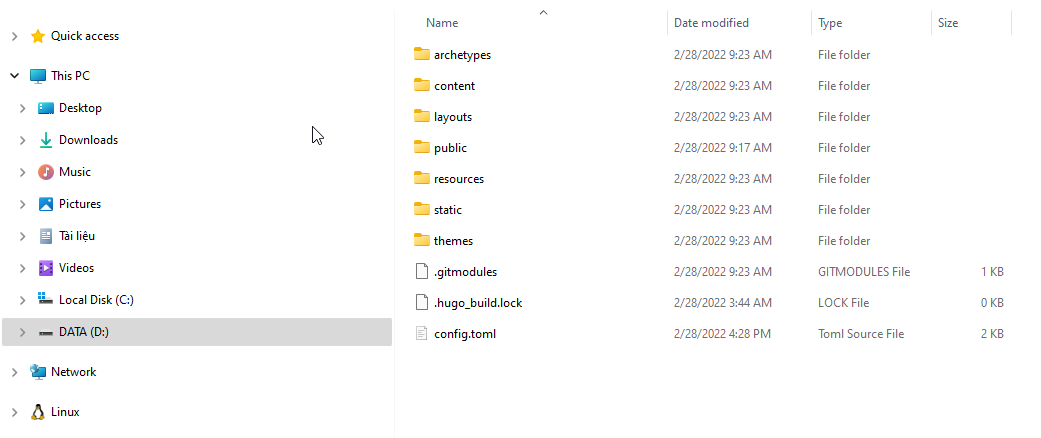 Quick access
This PC
Desktop
Downloads
Music
Pictures
Tài liệu
Videos
Local Disk (C:)
DATA (D:)
Network
Linux
Name Date modified Type Size
archetypes 2/28/2022 9:23 AM File folder
content 2/28/2022 9:23 AM File folder
layouts 2/28/2022 9:23 AM File folder
public 2/28/2022 9:17 AM File folder
resources 2/28/2022 9:23 AM File folder
static 2/28/2022 9:23 AM File folder
themes 2/28/2022 9:23 AM File folder
.gitmodules 2/28/2022 9:23 AM GITMODULES File 1 KB
.hugo_build.lock 2/28/2022 3:44 AM LOCK File 0 KB
config.toml 2/28/2022 4:28 PM Toml Source File 2 KB